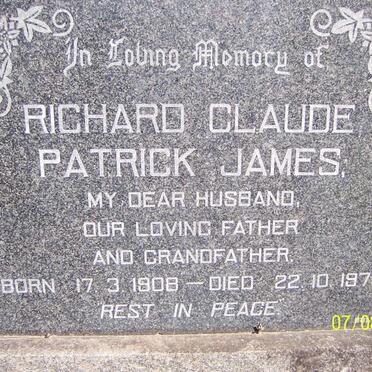 In Loving Memory of
RICHARD CLAUDE
PATRICK JAMES,
MY DEAR HUSBAND,
OUR LOVING FATHER
AND GRANDFATHER.
BORN 17.3.1908 — DIED 22.10.197
"REST IN PEACE"
07/0